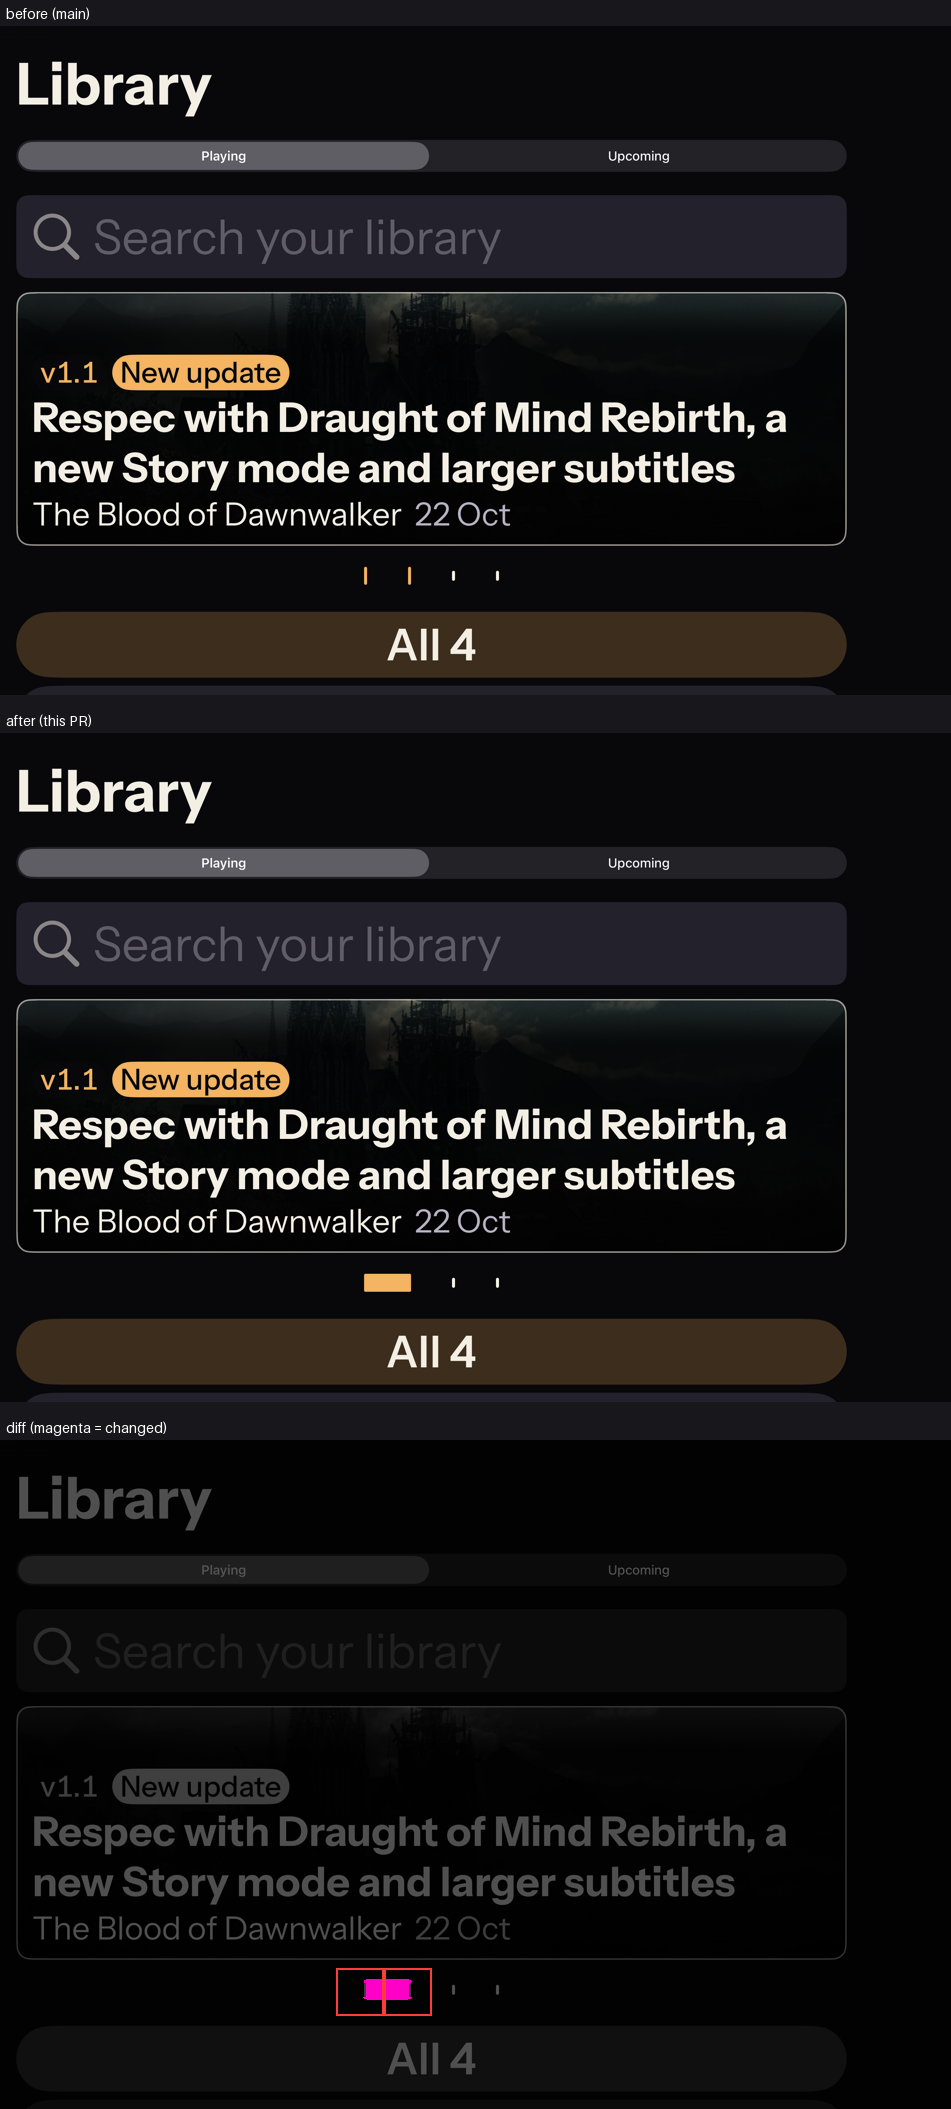 before (main)
Library
Playing Upcoming
Search your library
v1.1 New update
Respec with Draught of Mind Rebirth, a
new Story mode and larger subtitles
The Blood of Dawnwalker 22 Oct
All 4
after (this PR)
Library
Playing Upcoming
Search your library
v1.1 New update
Respec with Draught of Mind Rebirth, a
new Story mode and larger subtitles
The Blood of Dawnwalker 22 Oct
All 4
diff (magenta = changed)
Library
Playing Upcoming
Search your library
v1.1 New update
Respec with Draught of Mind Rebirth, a
new Story mode and larger subtitles
The Blood of Dawnwalker 22 Oct
All 4